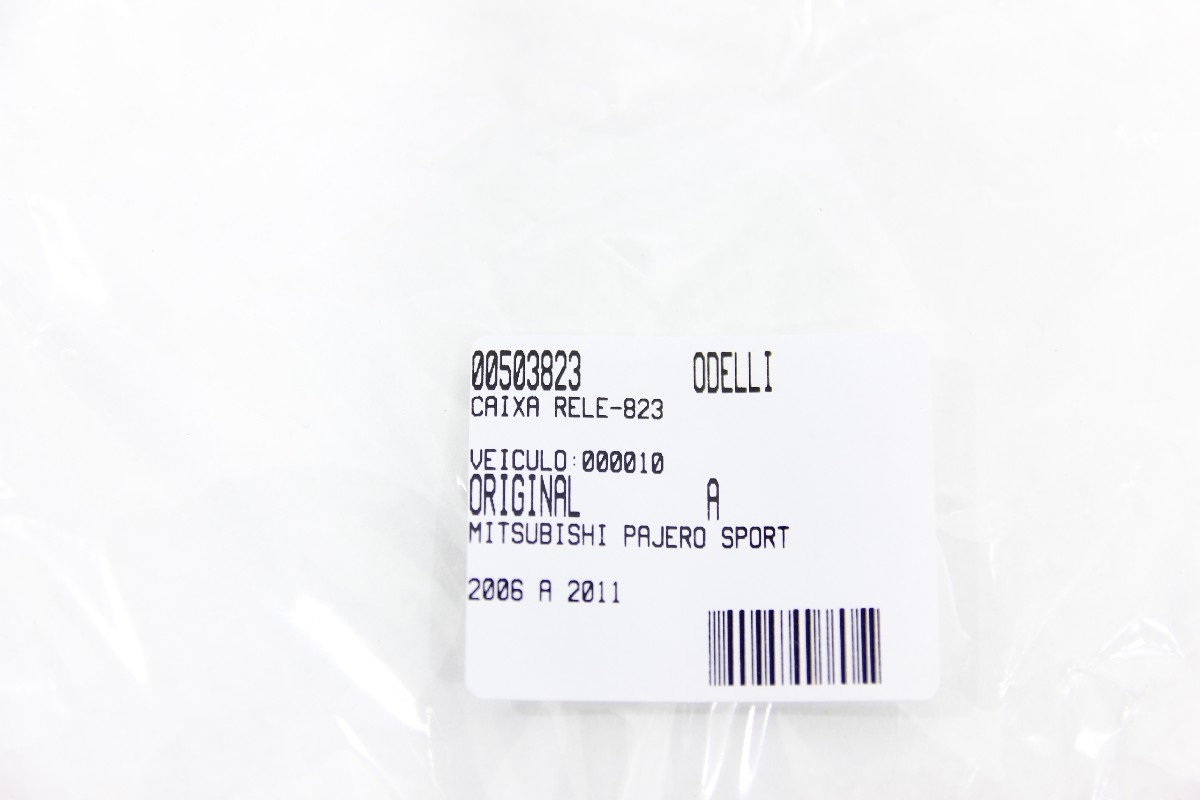 00503823 ODELLI
CAIXA RELE-823
VEICULO:000010
ORIGINAL A
MITSUBISHI PAJERO SPORT
2006 A 2011